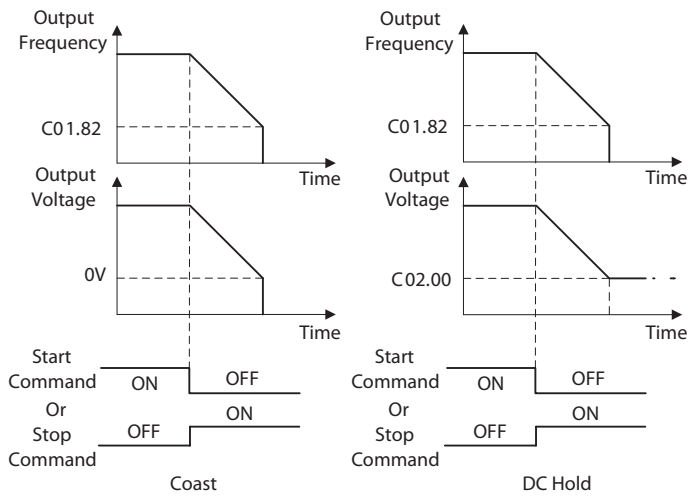 Output
Frequency
C01.82
Time
Output
Voltage
0V
Time
Start
Command
ON
OFF
Or
Stop
Command
OFF
ON
Coast
Output
Frequency
C01.82
Time
Output
Voltage
C02.00
Time
Start
Command
ON
OFF
Or
Stop
Command
OFF
ON
DC Hold